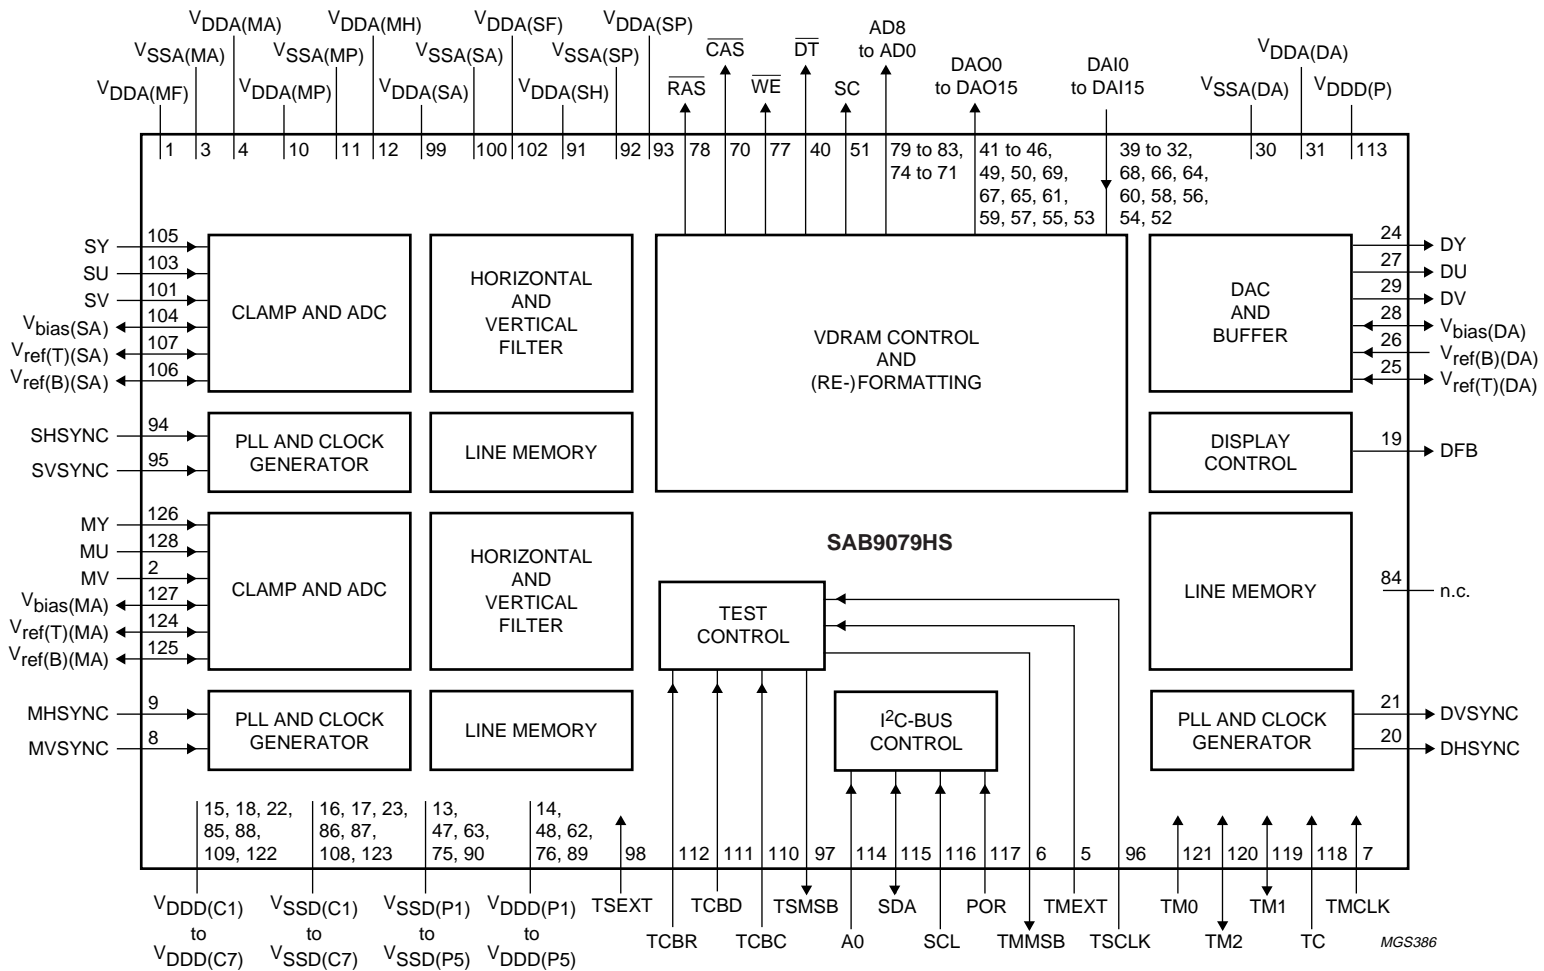 VDDA(MA)
VDDA(MH)
VDDA(SF)
VDDA(SP)
VSSA(MA)
VSSA(MP)
VSSA(SA)
VSSA(SP)
VDDA(MF)
VDDA(MP)
VDDA(SA)
VDDA(SH)
RAS
CAS
WE
DT
SC
AD8
to AD0
DAO0
to DAO15
DAI0
to DAI15
VDDA(DA)
VSSA(DA)
VDDD(P)
1
3
4
10
11
12
99
100
102
91
92
93
78
70
77
40
51
79 to 83,
74 to 71
41 to 46,
49, 50, 69,
67, 65, 61,
59, 57, 55, 53
39 to 32,
68, 66, 64,
60, 58, 56,
54, 52
30
31
113
SY 105
SU 103
SV 101
Vbias(SA) 104
Vref(T)(SA) 107
Vref(B)(SA) 106
CLAMP AND ADC
HORIZONTAL
AND
VERTICAL
FILTER
VDRAM CONTROL
AND
(RE-)FORMATTING
DAC
AND
BUFFER
24 DY
27 DU
29 DV
28 Vbias(DA)
26 Vref(B)(DA)
25 Vref(T)(DA)
SHSYNC 94
SVSYNC 95
PLL AND CLOCK
GENERATOR
LINE MEMORY
DISPLAY
CONTROL
19 DFB
MY 126
MU 128
MV 2
Vbias(MA) 127
Vref(T)(MA) 124
Vref(B)(MA) 125
CLAMP AND ADC
HORIZONTAL
AND
VERTICAL
FILTER
SAB9079HS
TEST
CONTROL
LINE MEMORY
84 n.c.
MHSYNC 9
MVSYNC 8
PLL AND CLOCK
GENERATOR
LINE MEMORY
I2C-BUS
CONTROL
PLL AND CLOCK
GENERATOR
21 DVSYNC
20 DHSYNC
15, 18, 22,
85, 88,
109, 122
16, 17, 23,
86, 87,
108, 123
13,
47, 63,
75, 90
14,
48, 62,
76, 89
98
112
111
110
97
114
115
116
117
6
5
96
121
120
119
118
7
VDDD(C1)
to
VDDD(C7)
VSSD(C1)
to
VSSD(C7)
VSSD(P1)
to
VSSD(P5)
VDDD(P1)
to
VDDD(P5)
TSEXT
TCBR
TCBD
TCBC
TSMSB
A0
SDA
SCL
POR
TMMSB
TMEXT
TSCLK
TM0
TM2
TM1
TC
TMCLK
MGS386